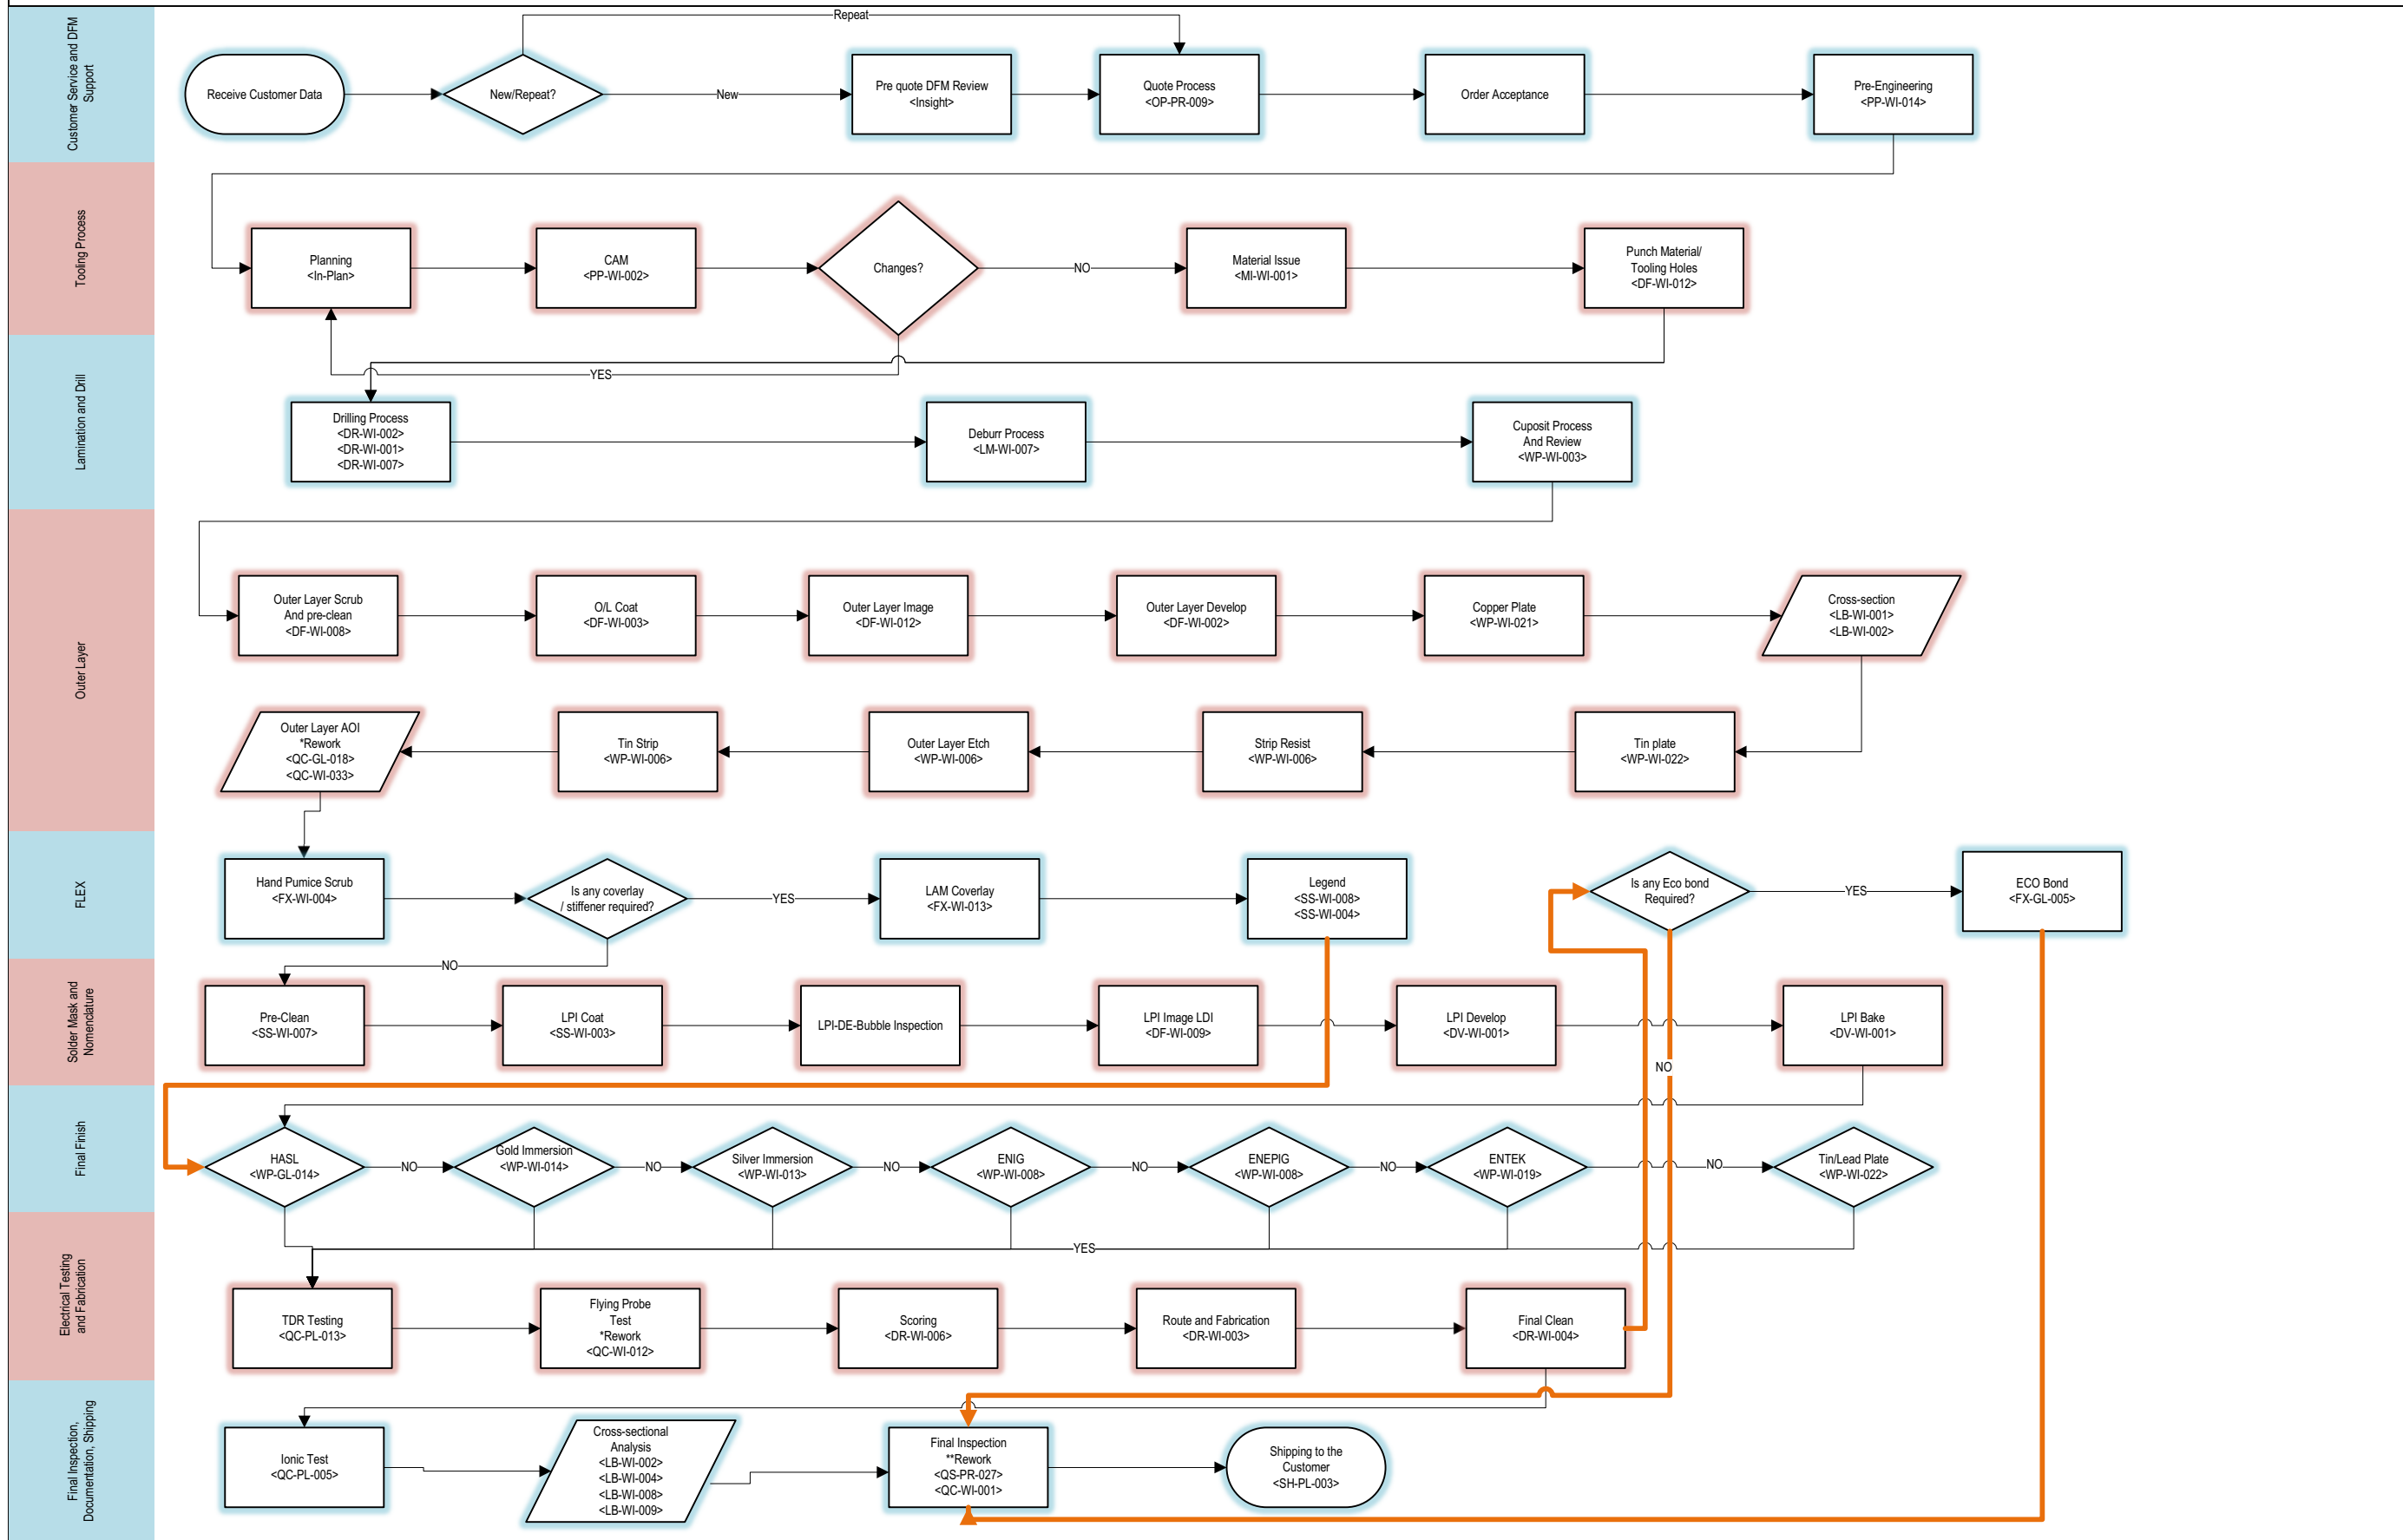 Customer Service and DFM
Support
Repeat
Receive Customer Data
New/Repeat?
New
Pre quote DFM Review
<Insight>
Quote Process
<OP-PR-009>
Order Acceptance
Pre-Engineering
<PP-WI-014>
Tooling Process
Planning
<In-Plan>
CAM
<PP-WI-002>
Changes?
NO
Material Issue
<MI-WI-001>
Punch Material/
Tooling Holes
<DF-WI-012>
YES
Lamination and Drill
Drilling Process
<DR-WI-002>
<DR-WI-001>
<DR-WI-007>
Deburr Process
<LM-WI-007>
Cuposit Process
And Review
<WP-WI-003>
Outer Layer
Outer Layer Scrub
And pre-clean
<DF-WI-008>
O/L Coat
<DF-WI-003>
Outer Layer Image
<DF-WI-012>
Outer Layer Develop
<DF-WI-002>
Copper Plate
<WP-WI-021>
Cross-section
<LB-WI-001>
<LB-WI-002>
Outer Layer AOI
*Rework
<QC-GL-018>
<QC-WI-033>
Tin Strip
<WP-WI-006>
Outer Layer Etch
<WP-WI-006>
Strip Resist
<WP-WI-006>
Tin plate
<WP-WI-022>
FLEX
Hand Pumice Scrub
<FX-WI-004>
Is any coverlay
/ stiffener required?
YES
LAM Coverlay
<FX-WI-013>
Legend
<SS-WI-008>
<SS-WI-004>
Is any Eco bond
Required?
YES
ECO Bond
<FX-GL-005>
NO
Solder Mask and
Nomenclature
Pre-Clean
<SS-WI-007>
LPI Coat
<SS-WI-003>
LPI-DE-Bubble Inspection
LPI Image LDI
<DF-WI-009>
LPI Develop
<DV-WI-001>
LPI Bake
<DV-WI-001>
NO
Final Finish
HASL
<WP-GL-014>
NO
Gold Immersion
<WP-WI-014>
NO
Silver Immersion
<WP-WI-013>
NO
ENIG
<WP-WI-008>
NO
ENEPIG
<WP-WI-008>
NO
ENTEK
<WP-WI-019>
NO
Tin/Lead Plate
<WP-WI-022>
YES
Electrical Testing
and Fabrication
TDR Testing
<QC-PL-013>
Flying Probe
Test
*Rework
<QC-WI-012>
Scoring
<DR-WI-006>
Route and Fabrication
<DR-WI-003>
Final Clean
<DR-WI-004>
Final Inspection,
Documentation, Shipping
Ionic Test
<QC-PL-005>
Cross-sectional
Analysis
<LB-WI-002>
<LB-WI-004>
<LB-WI-008>
<LB-WI-009>
Final Inspection
**Rework
<QS-PR-027>
<QC-WI-001>
Shipping to the
Customer
<SH-PL-003>